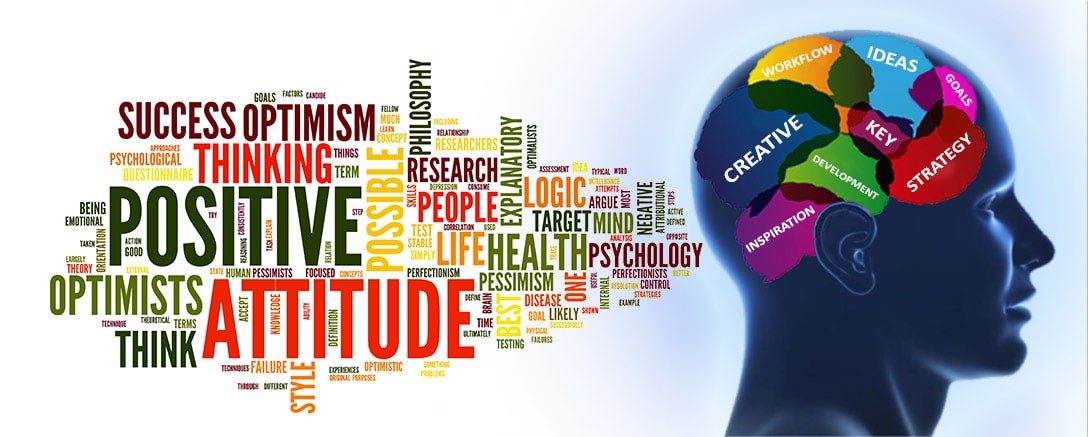 GOALS
FACTORS
CANDIDE
SUCCESS
OPTIMISM
FELLOW
MUCH
LEARN
CONCEPT
PHILOSOPHY
INCLUDING
RELATIONSHIP
RESEARCHERS
EXPLANATORY
OPTIMALISTS
APPROACHES
PSYCHOLOGICAL
QUESTIONNAIRE
THINKING
THINGS
TERM
POSSIBLE
RESEARCH
DEPRESSION
CONSOME
SKILLS
PEOPLE
CORRELATION
USED
ASSESSMENT
IDEA
TYPICAL
WORD
INTELLIGENCE
ATTEMPTS
LOGIC
ARGUE
MOST
NEGATIVE
ATTRIBUTIONAL
STEPS
ACTIVE
DEFINED
BEING
EMOTIONAL
POSITIVE
TRY
REASONING
CONSISTENTLY
TASK
EXPLAIN
STEP
RELATION
TEST
STABLE
SIMPLY
LIFE
HEALTH
TRACE
TARGET
MIND
ANALYSIS
OPPOSITE
PSYCHOLOGY
TAKEN
ORIENTATION
ACTION
GOOD
LARGELY
THEORY
EXTERNAL
STATE
HUMAN
PESSIMISTS
FOCUSED
CONCEPTS
PERFECTIONISM
PESSIMISM
ONE
USEFUL
INTERNAL
PERFECTIONISTS
BETTER
CONTROL
RESOLUTION
STRATEGIES
EXAMPLE
OPTIMISTS
ATTITUDE
ACCEPT
KNOWLEDGE
ABILITY
DEFINITION
DEFINE
BRAIN
BEST
DISEASE
GOAL
LIKELY
SHOWN
SUCCESSFULLY
TECHNIQUE
THEORETICAL
TERMS
TIME
ULTIMATELY
PHYSICAL
TESTING
FAILURES
THINK
TECHNIQUES
FAILURE
STYLE
EXPERIENCES
OPTIMISTIC
ORIGINAL PURPOSES
SOMETHING
PROBLEMS
THROUGH
DIFFERENT
WORKFLOW
IDEAS
GOALS
CREATIVE
KEY
STRATEGY
DEVELOPMENT
INSPIRATION